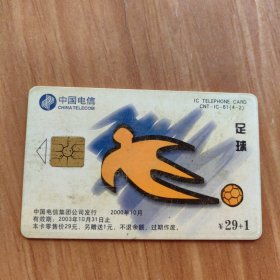 中国电信
CHINA TELECOM
IC TELEPHONE CARD
CNT-IC-61(4-2)
足球
中国电信集团公司发行 2000年10月
有效期：2003年10月31日止
本卡零售价29元，另赠送1元，不退余额，过期作废。
￥29+1